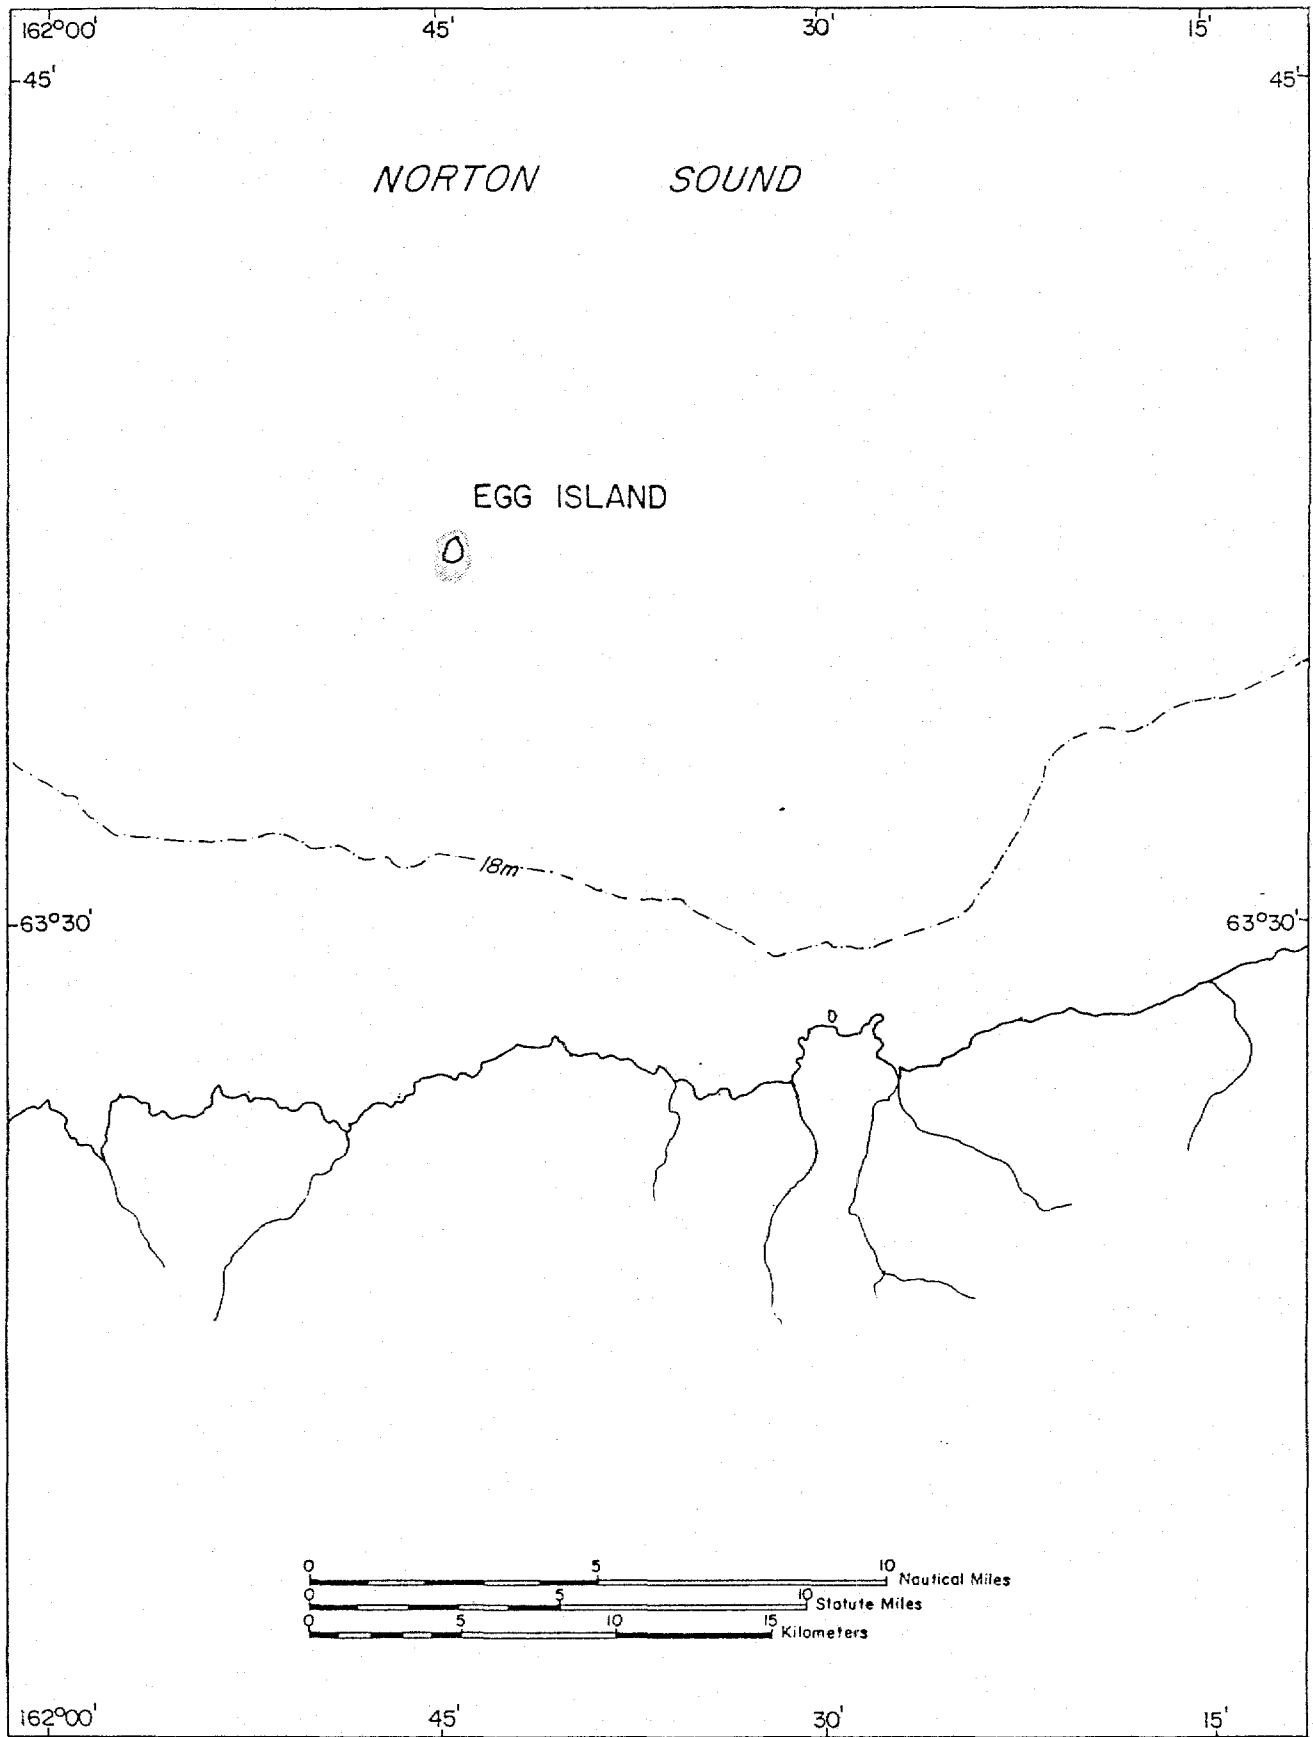 162°00' 45' 30' 15'
45' 45'
NORTON SOUND
EGG ISLAND
18m
63°30' 63°30'
0 5 10 Nautical Miles
0 5 10 Statute Miles
0 5 10 15 Kilometers
162°00' 45' 30' 15'